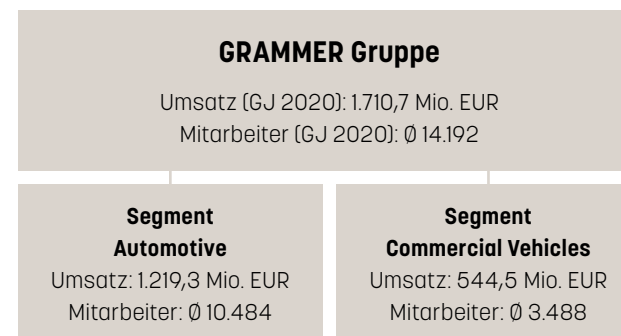 GRAMMER Gruppe
Umsatz (GJ 2020): 1.710,7 Mio. EUR
Mitarbeiter (GJ 2020): Ø 14.192
Segment
Automotive
Umsatz: 1.219,3 Mio. EUR
Mitarbeiter: Ø 10.484
Segment
Commercial Vehicles
Umsatz: 544,5 Mio. EUR
Mitarbeiter: Ø 3.488